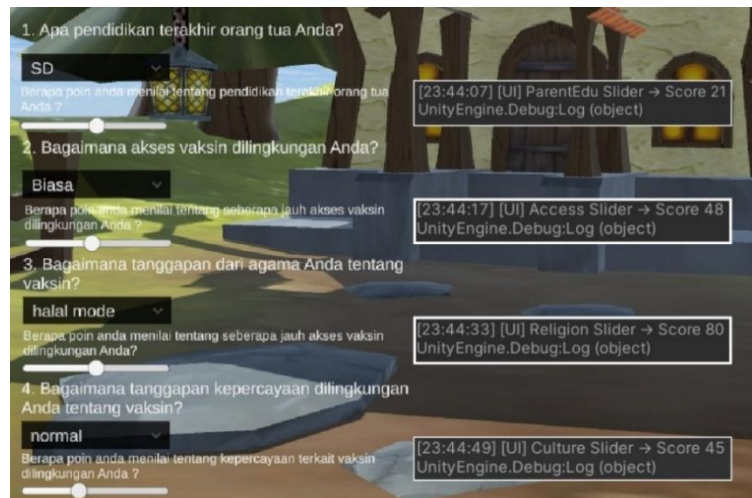 1. Apa pendidikan terakhir orang tua Anda?
SD
Berapa poin anda menilai tentang pendidikan terakhir orang tua
Anda ?
[23:44:07] [UI] ParentEdu Slider → Score 21
UnityEngine.Debug:Log (object)
2. Bagaimana akses vaksin dilingkungan Anda?
Biasa
Berapa poin anda menilai tentang seberapa jauh akses vaksin
dilingkungan Anda ?
[23:44:17] [UI] Access Slider → Score 48
UnityEngine.Debug:Log (object)
3. Bagaimana tanggapan dari agama Anda tentang
vaksin?
halal mode
Berapa poin anda menilai tentang seberapa jauh akses vaksin
dilingkungan Anda?
[23:44:33] [UI] Religion Slider → Score 80
UnityEngine.Debug:Log (object)
4. Bagaimana tanggapan kepercayaan dilingkungan
Anda tentang vaksin?
normal
Berapa poin anda menilai tentang kepercayaan terkait vaksin
dilingkungan Anda ?
[23:44:49] [UI] Culture Slider → Score 45
UnityEngine.Debug:Log (object)